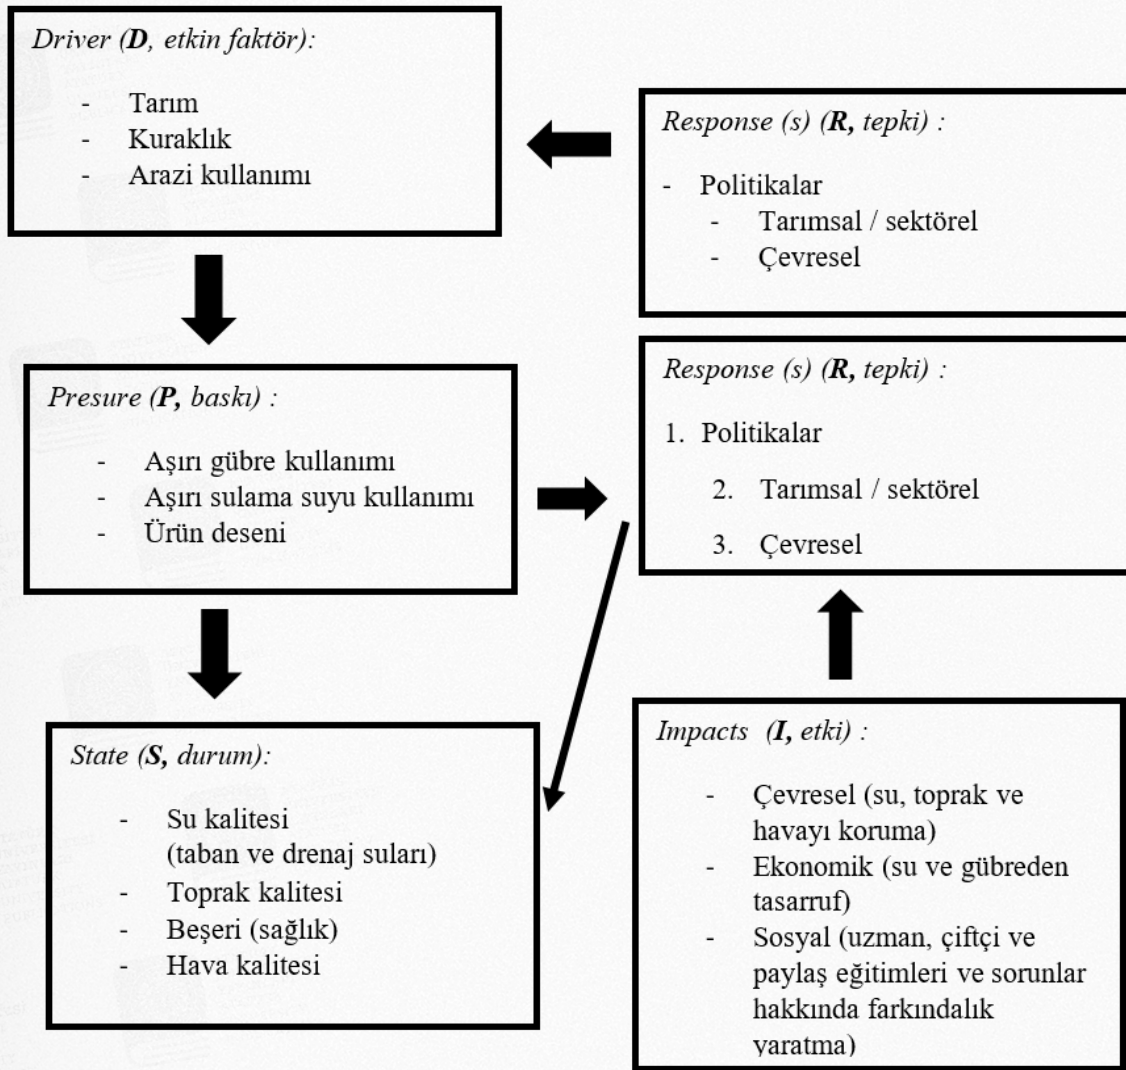 Driver (D, etkin faktör):
- Tarım
- Kuraklık
- Arazi kullanımı
Response (s) (R, tepki) :
- Politikalar
- Tarımsal / sektörel
- Çevresel
Presure (P, baskı) :
- Aşırı gübre kullanımı
- Aşırı sulama suyu kullanımı
- Ürün deseni
Response (s) (R, tepki) :
1. Politikalar
2. Tarımsal / sektörel
3. Çevresel
State (S, durum):
- Su kalitesi
(taban ve drenaj suları)
- Toprak kalitesi
- Beşeri (sağlık)
- Hava kalitesi
Impacts (I, etki) :
- Çevresel (su, toprak ve
havayı koruma)
- Ekonomik (su ve gübreden
tasarruf)
- Sosyal (uzman, çiftçi ve
paylaş eğitimleri ve sorunlar
hakkında farkındalık
yaratma)